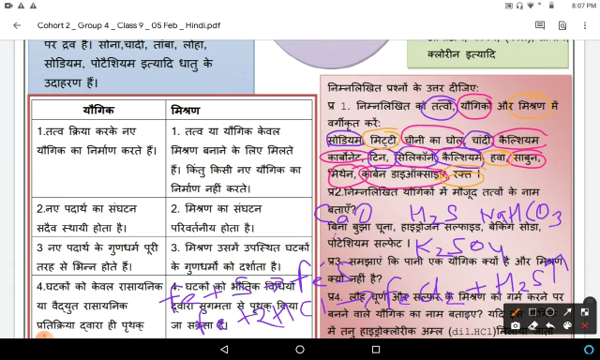 8:07 PM
Cohort 2 _ Group 4 _ Class 9 _ 05 Feb _ Hindi.pdf
पर द्रव हैं। सोना,चांदी, तांबा, लोहा,
सोडियम, पोटैशियम इत्यादि धातु के
उदाहरण हैं।
क्लोरीन इत्यादि
यौगिक
मिश्रण
1.तत्व क्रिया करके नए
यौगिक का निर्माण करते हैं।
1. तत्व या यौगिक केवल
मिश्रण बनाने के लिए मिलते
हैं। किंतु किसी नए यौगिक का
निर्माण नहीं करते।
2.नए पदार्थ का संघटन
सदैव स्थायी होता है।
2. मिश्रण का संघटन
परिवर्तनीय होता है।
3 नए पदार्थ के गुणधर्म पूरी
तरह से भिन्न होते हैं।
3. मिश्रण उसमें उपस्थित घटकों
के गुणधर्मों को दर्शाता है।
4.घटकों को केवल रासायनिक
या वैद्युत रासायनिक
प्रतिक्रिया द्वारा ही पृथक्
4. घटकों को भौतिक विधियों
द्वारा सुगमता से पृथक् किया
जा सकता है।
निम्नलिखित प्रश्नों के उत्तर दीजिए:
प्र 1. निम्नलिखित को तत्वों, यौगिकों और मिश्रण में
वर्गीकृत करें:
सोडियम, मिट्टी चीनी का घोल, चांदी कैल्शियम
कार्बोनेट, टिन, सिलिकॉन कैल्शियम, हवा, साबुन,
मिथेन, कार्बन डाइऑक्साइड, रक्त ।
प्र2.निम्नलिखित यौगिकों में मौजूद तत्वों के नाम
बताएँ?
CaO H2S NaHCO3
बिना बुझा चूना, हाइड्रोजन सल्फाइड, बेकिंग सोडा,
पोटेशियम सल्फेट ।
K2SO4
प्र3. समझाएं कि पानी एक यौगिक क्यों है और मिश्रण
क्यों नहीं है?
Fe + S → FeS
प्र4. लौह चूर्ण और सल्फर के मिश्रण को गर्म करने पर
बनने वाले यौगिक का नाम बताइए? यदि
में तनु हाइड्रोक्लोरीक अम्ल (dil.HCl) मिलाया जाता